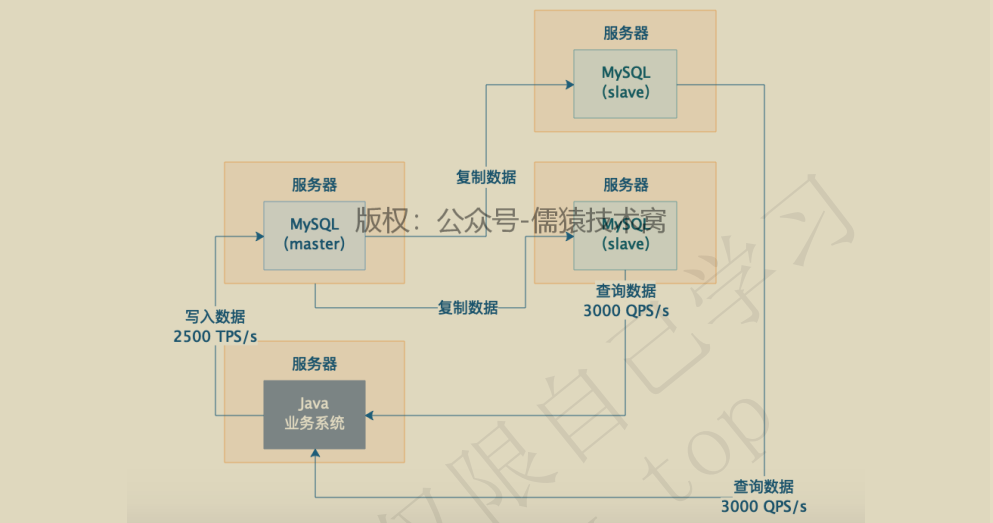 服务器
MySQL
(slave)
复制数据
服务器
MySQL
(master)
服务器
MySQL
(slave)
版权：公众号-儒猿技术窝
复制数据
查询数据
3000 QPS/s
写入数据
2500 TPS/s
服务器
Java
业务系统
查询数据
3000 QPS/s
仅限自己学习
top